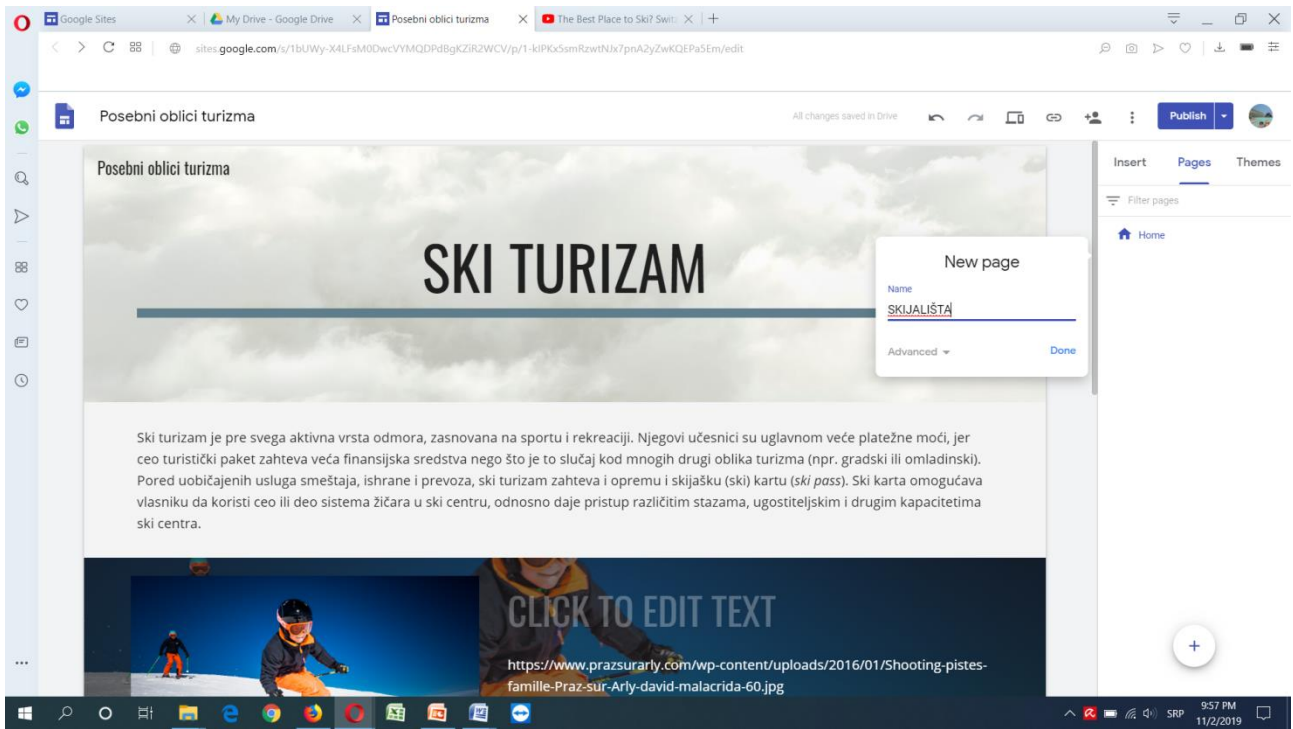 Google Sites
My Drive - Google Drive
Posebni oblici turizma
The Best Place to Ski? Swit
sites.google.com/s/1bUWy-X4LFsM0DwcVYMQDPdBgKZiR2WCV/p/1-kIPKx5smRzwtNJx7pnA2yZwKQEPa5Em/edit
Posebni oblici turizma
All changes saved in Drive
Publish
Posebni oblici turizma
Insert Pages Themes
Filter pages
Home
SKI TURIZAM
New page
Name
SKIJALIŠTA
Advanced
Done
Ski turizam je pre svega aktivna vrsta odmora, zasnovana na sportu i rekreaciji. Njegovi učesnici su uglavnom veće platežne moći, jer
ceo turistički paket zahteva veća finansijska sredstva nego što je to slučaj kod mnogih drugi oblika turizma (npr. gradski ili omladinski).
Pored uobičajenih usluga smeštaja, ishrane i prevoza, ski turizam zahteva i opremu i skijašku (ski) kartu (ski pass). Ski karta omogućava
vlasniku da koristi ceo ili deo sistema žičara u ski centru, odnosno daje pristup različitim stazama, ugostiteljskim i drugim kapacitetima
ski centra.
CLICK TO EDIT TEXT
https://www.prazsurarly.com/wp-content/uploads/2016/01/Shooting-pistes-
famille-Praz-sur-Arly-david-malacrida-60.jpg
SRP
9:57 PM
11/2/2019